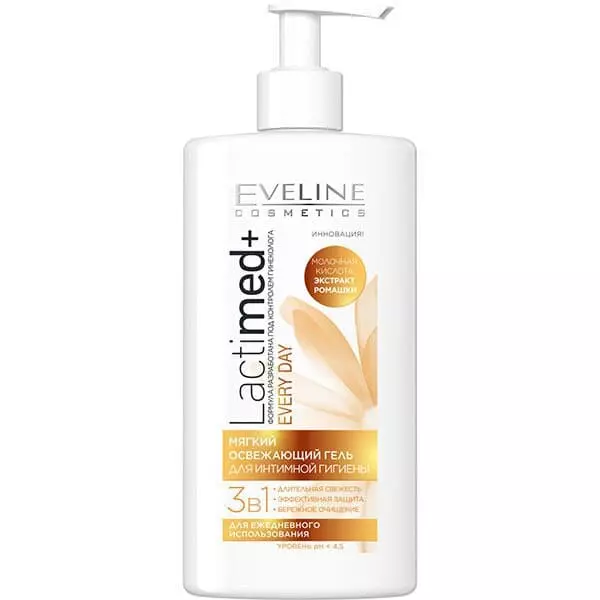 EVELINE
COSMETICS
ИННОВАЦИЯ!
МОЛОЧНАЯ
КИСЛОТА,
ЭКСТРАКТ
РОМАШКИ
Lactimed+
ФОРМУЛА РАЗРАБОТАНА ПОД КОНТРОЛЕМ ГИНЕКОЛОГА
EVERY DAY
МЯГКИЙ
ОСВЕЖАЮЩИЙ ГЕЛЬ
ДЛЯ ИНТИМНОЙ ГИГИЕНЫ
3в1
• ДЛИТЕЛЬНАЯ СВЕЖЕСТЬ
• ЭФФЕКТИВНАЯ ЗАЩИТА
• БЕРЕЖНОЕ ОЧИЩЕНИЕ
ДЛЯ ЕЖЕДНЕВНОГО
ИСПОЛЬЗОВАНИЯ
УРОВЕНЬ pH < 4,5